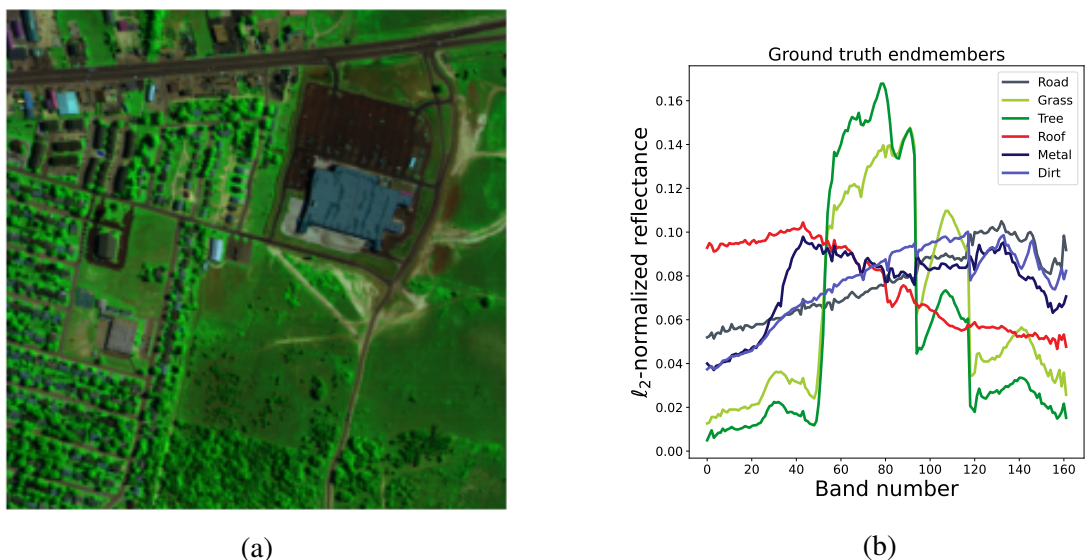 Ground truth endmembers
Road
Grass
Tree
Roof
Metal
Dirt
0.16
0.14
0.12
0.10
0.08
0.06
0.04
0.02
0.00
ℓ₂-normalized reflectance
0 20 40 60 80 100 120 140 160
Band number
(a)
(b)